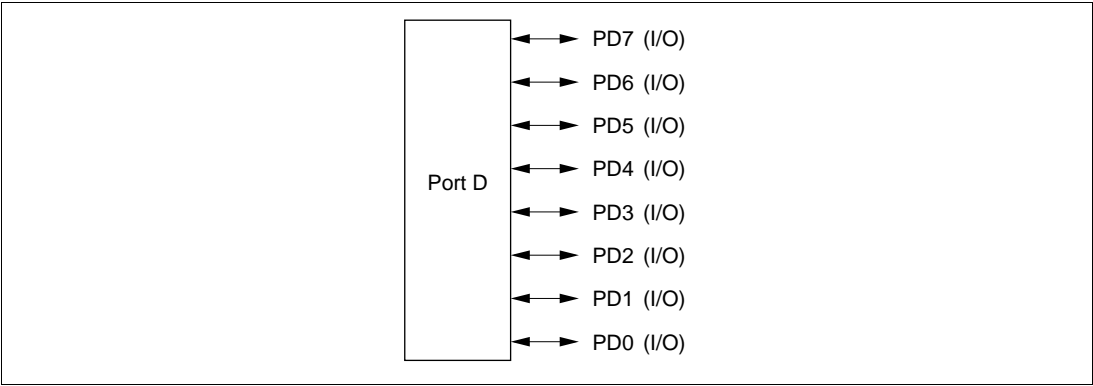 PD7 (I/O)
PD6 (I/O)
PD5 (I/O)
PD4 (I/O)
Port D
PD3 (I/O)
PD2 (I/O)
PD1 (I/O)
PD0 (I/O)